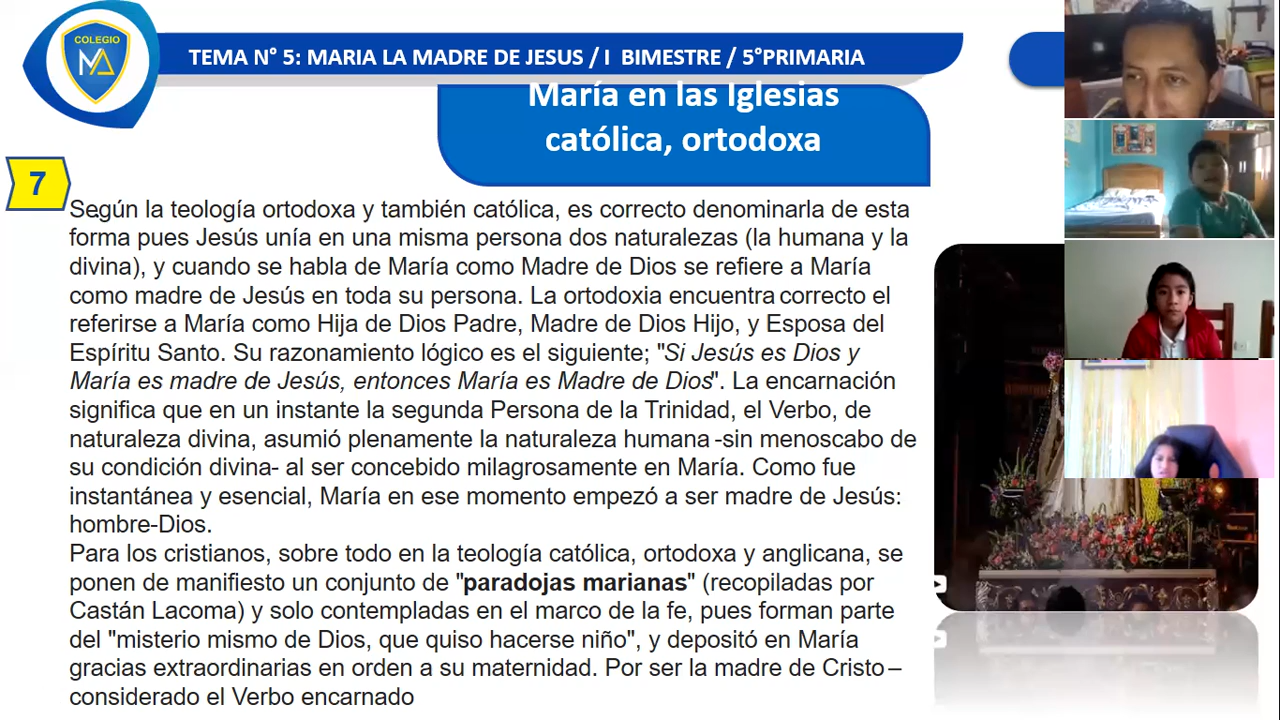 COLEGIO
MA
TEMA N° 5: MARIA LA MADRE DE JESUS / I BIMESTRE / 5°PRIMARIA
María en las Iglesias
católica, ortodoxa
7
Según la teología ortodoxa y también católica, es correcto denominarla de esta
forma pues Jesús unía en una misma persona dos naturalezas (la humana y la
divina), y cuando se habla de María como Madre de Dios se refiere a María
como madre de Jesús en toda su persona. La ortodoxia encuentra correcto el
referirse a María como Hija de Dios Padre, Madre de Dios Hijo, y Esposa del
Espíritu Santo. Su razonamiento lógico es el siguiente; "Si Jesús es Dios y
María es madre de Jesús, entonces María es Madre de Dios". La encarnación
significa que en un instante la segunda Persona de la Trinidad, el Verbo, de
naturaleza divina, asumió plenamente la naturaleza humana -sin menoscabo de
su condición divina- al ser concebido milagrosamente en María. Como fue
instantánea y esencial, María en ese momento empezó a ser madre de Jesús:
hombre-Dios.
Para los cristianos, sobre todo en la teología católica, ortodoxa y anglicana, se
ponen de manifiesto un conjunto de "paradojas marianas" (recopiladas por
Castán Lacoma) y solo contempladas en el marco de la fe, pues forman parte
del "misterio mismo de Dios, que quiso hacerse niño", y depositó en María
gracias extraordinarias en orden a su maternidad. Por ser la madre de Cristo –
considerado el Verbo encarnado